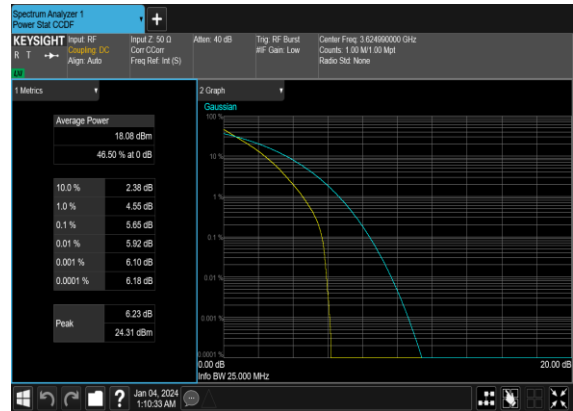 Spectrum Analyzer 1
Power Stat CCDF
+
KEYSIGHT
R T
LXI
Input: RF
Coupling: DC
Align: Auto
Input Z: 50 Ω
Corr CCorr
Freq Ref: Int (S)
Atten: 40 dB
Trig: RF Burst
#IF Gain: Low
Center Freq: 3.624990000 GHz
Counts: 1.00 M/1.00 Mpt
Radio Std: None
1 Metrics
Average Power
18.08 dBm
46.50 % at 0 dB
10.0 % 2.38 dB
1.0 % 4.55 dB
0.1 % 5.65 dB
0.01 % 5.92 dB
0.001 % 6.10 dB
0.0001 % 6.18 dB
Peak
6.23 dB
24.31 dBm
2 Graph
Gaussian
100 %
10 %
1 %
0.1 %
0.01 %
0.001 %
0.0001 %
0.00 dB 20.00 dB
Info BW 25.000 MHz
?
Jan 04, 2024
1:10:33 AM